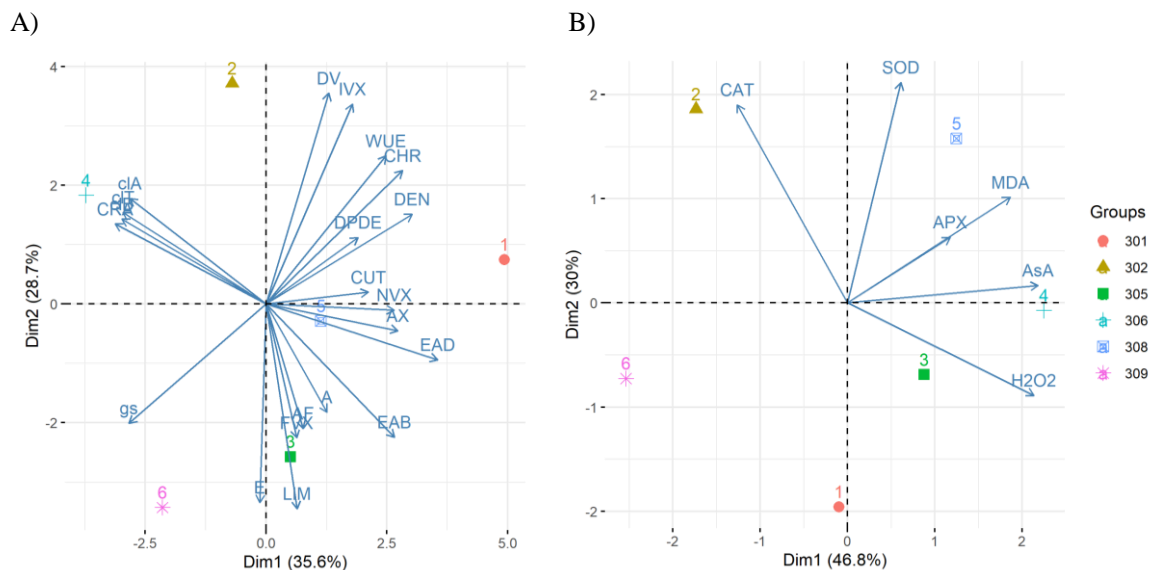 A)
B)
4
2
0
-2
-2.5
0.0
2.5
5.0
Dim2 (28.7%)
Dim1 (35.6%)
2
DV
IVX
WUE
CHR
DEN
DPDE
1
4
clA
clT
CRA
CUT
NVX
5
AX
EAD
gs
A
AF
EAB
3
6
E
LIM
2
1
0
-1
-2
-2
-1
0
1
2
Dim2 (30%)
Dim1 (46.8%)
SOD
CAT
2
5
MDA
APX
AsA
4
6
3
H2O2
1
Groups
301
302
305
a 306
a 308
a 309